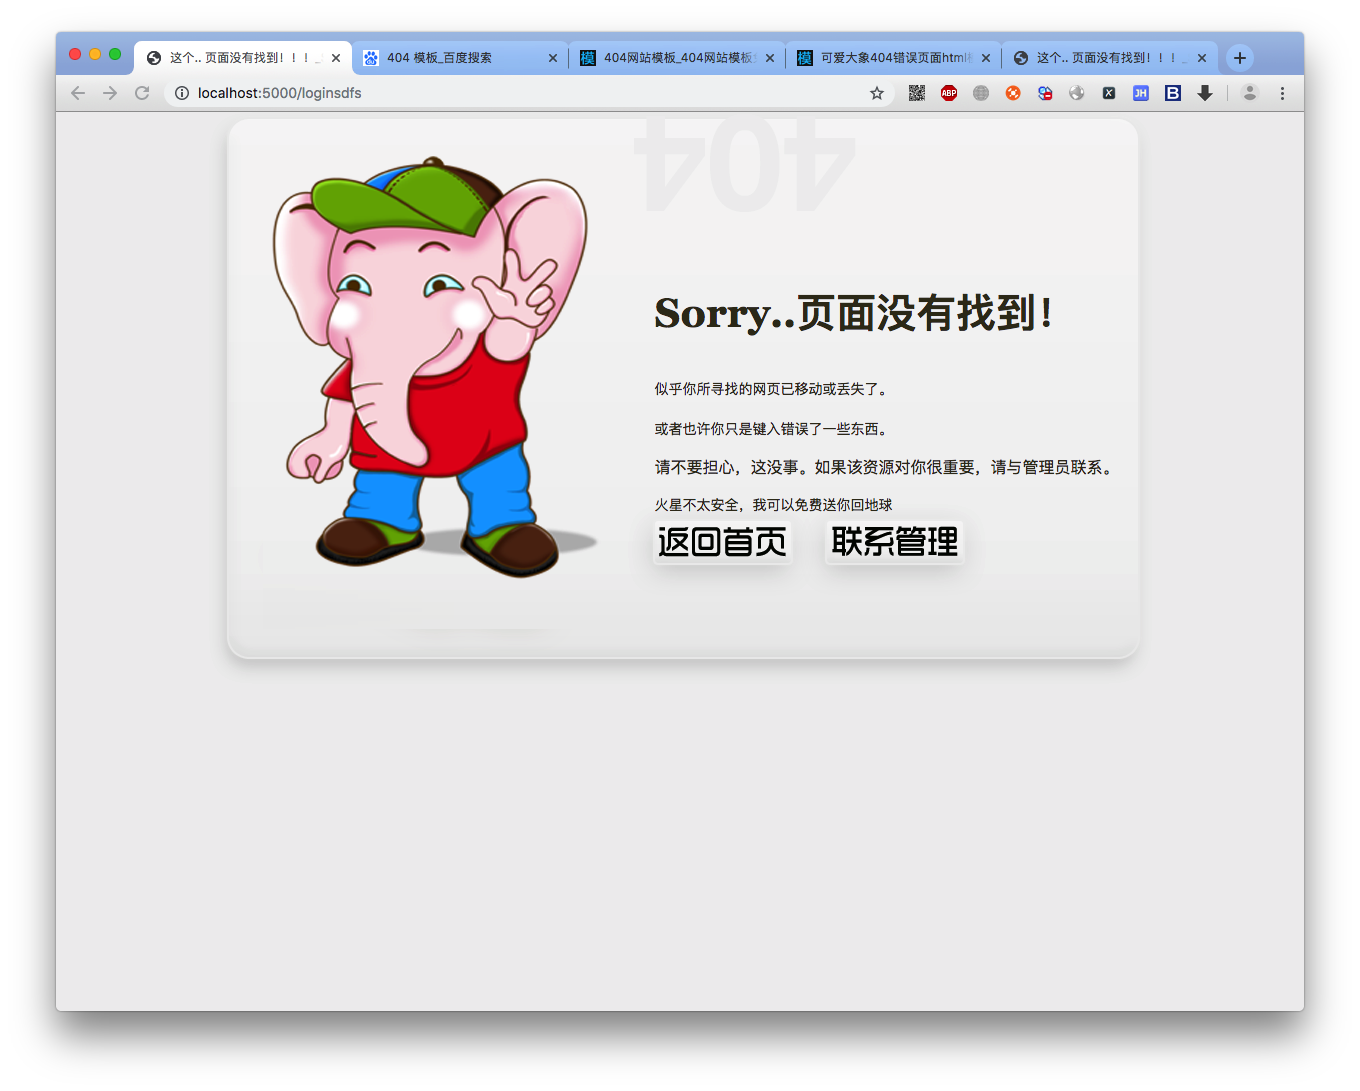 这个.. 页面没有找到！！！_
404 模板_百度搜索
模
404网站模板_404网站模板
模
可爱大象404错误页面html
这个.. 页面没有找到！！！_
localhost:5000/loginsdfs
ABP
X
JH
B
404
Sorry..页面没有找到！
似乎你所寻找的网页已移动或丢失了。
或者也许你只是键入错误了一些东西。
请不要担心，这没事。如果该资源对你很重要，请与管理员联系。
火星不太安全，我可以免费送你回地球
返回首页
联系管理